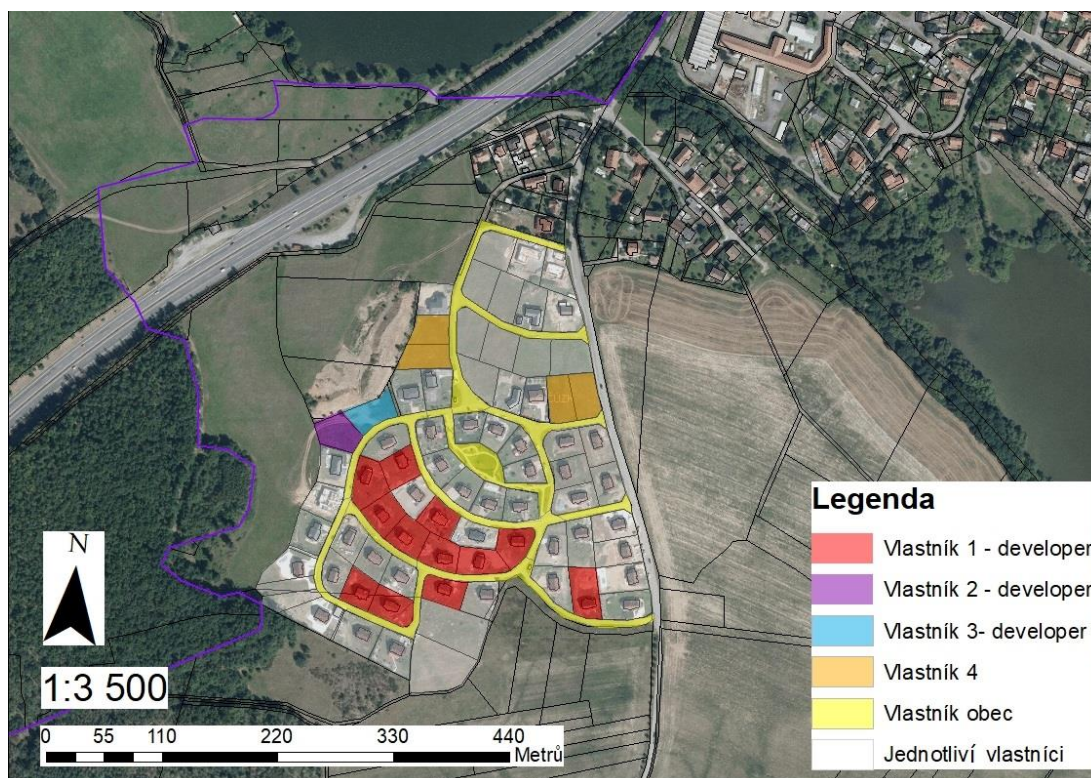 Legenda
Vlastník 1 - developer
Vlastník 2 - developer
Vlastník 3- developer
Vlastník 4
Vlastník obec
Jednotliví vlastníci
N
1:3 500
0 55 110 220 330 440
Metrů